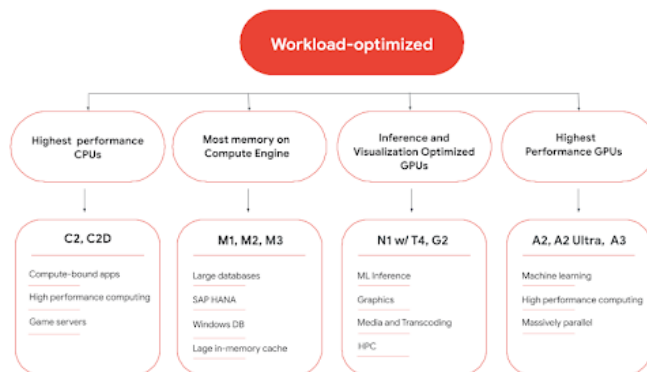 Workload-optimized
Highest performance
CPUs
Most memory on
Compute Engine
Inference and
Visualization Optimized
GPUs
Highest
Performance GPUs
C2, C2D
Compute-bound apps
High performance computing
Game servers
M1, M2, M3
Large databases
SAP HANA
Windows DB
Lage in-memory cache
N1 w/ T4, G2
ML Inference
Graphics
Media and Transcoding
HPC
A2, A2 Ultra, A3
Machine learning
High performance computing
Massively parallel